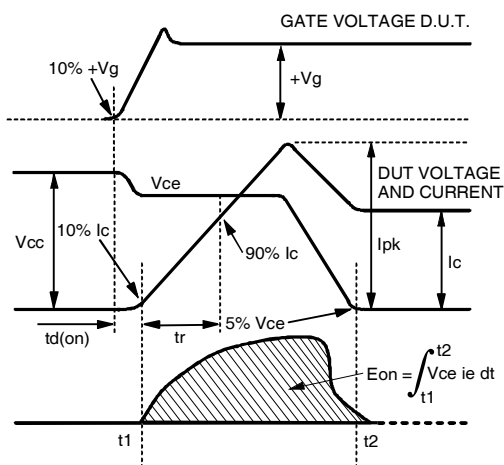 GATE VOLTAGE D.U.T.
10% +Vg
+Vg
Vce
DUT VOLTAGE
AND CURRENT
Vcc
10% Ic
90% Ic
Ipk
Ic
td(on)
tr
5% Vce
Eon = ∫ Vce ie dt
t2
t1
t1
t2